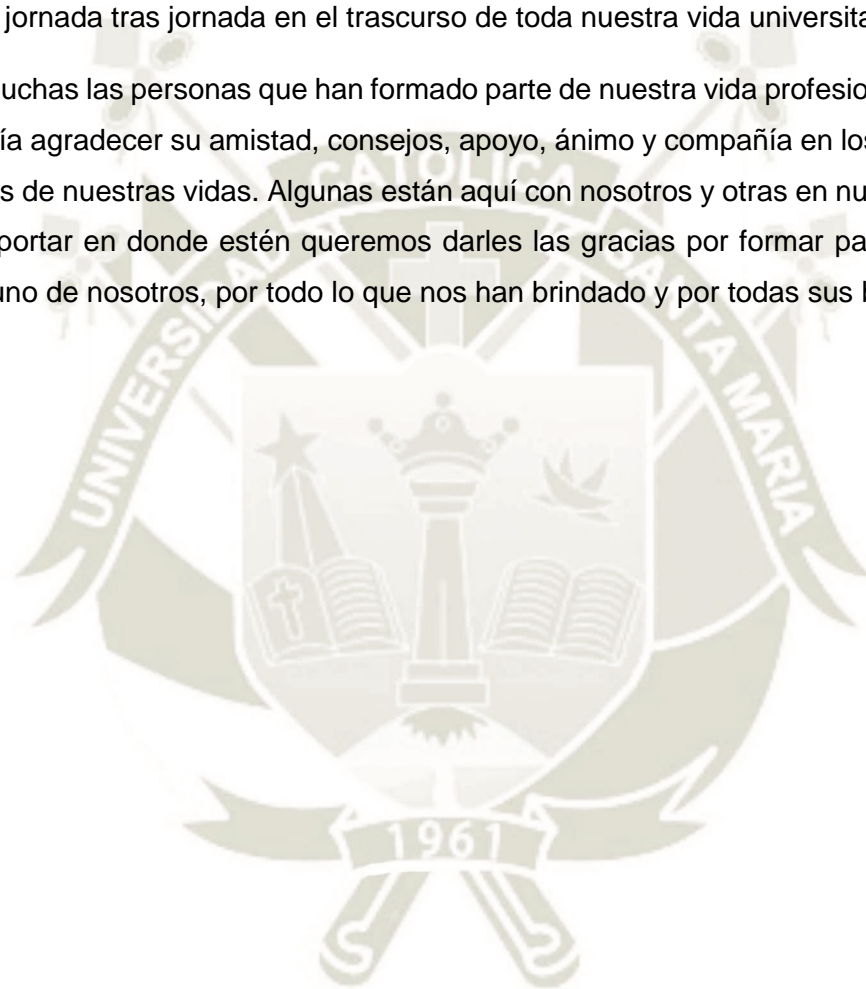 jornada tras jornada en el trascurso de toda nuestra vida universita
uchas las personas que han formado parte de nuestra vida profesio
ía agradecer su amistad, consejos, apoyo, ánimo y compañía en los
s de nuestras vidas. Algunas están aquí con nosotros y otras en nu
portar en donde estén queremos darles las gracias por formar pa
uno de nosotros, por todo lo que nos han brindado y por todas sus
UNIVERSIDAD CATOLICA SANTA MARIA
1961